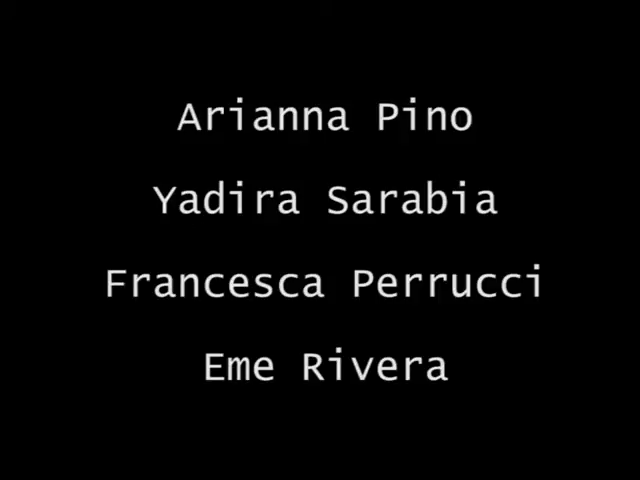 Arianna Pino
Yadira Sarabia
Francesca Perrucci
Eme Rivera